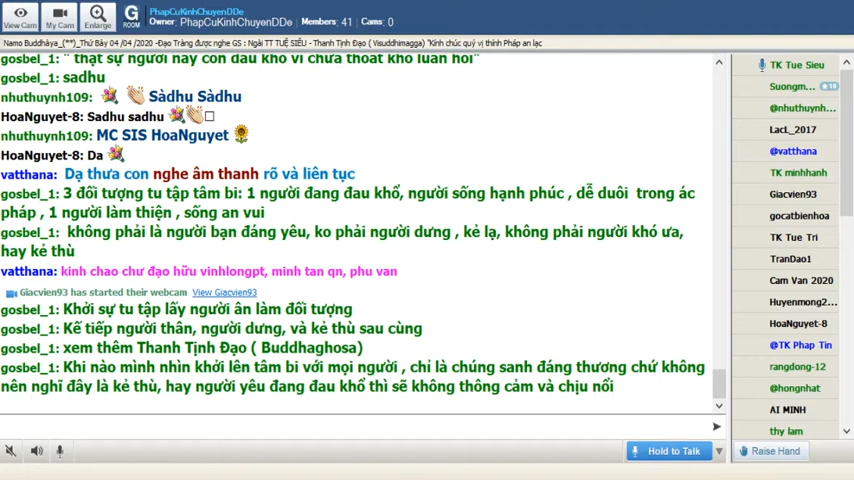 PhapCuKinhChuyenDDe
Owner: PhapCuKinhChuyenDDe Members: 41 Cams: 0
View Cam My Cam Enlarge G ROOM
Namo Buddhàya_(**)_Thứ Bảy 04 /04 /2020 -Đạo Tràng được nghe GS : Ngài TT TUỆ SIÊU - Thanh Tịnh Đạo ( Visuddhimagga) "Kính chúc quý vị thính Pháp an lạc
gosbel_1: " thật sự người này còn đau khổ vì chưa thoát khổ luân hồi"
gosbel_1: sadhu
nhuthuynh109: Sàdhu Sàdhu
HoaNguyet-8: Sadhu sadhu
nhuthuynh109: MC SIS HoaNguyet
HoaNguyet-8: Da
vatthana: Dạ thưa con nghe âm thanh rõ và liên tục
gosbel_1: 3 đối tượng tu tập tâm bi: 1 người đang đau khổ, người sống hạnh phúc , dễ duôi trong ác
pháp , 1 người làm thiện , sống an vui
gosbel_1: không phải là người bạn đáng yêu, ko phải người dưng , kẻ lạ, không phải người khó ưa,
hay kẻ thù
vatthana: kinh chao chư đạo hữu vinhlongpt, minh tan qn, phu van
Giacvien93 has started their webcam View Giacvien93
gosbel_1: Khởi sự tu tập lấy người ân làm đối tượng
gosbel_1: Kế tiếp người thân, người dưng, và kẻ thù sau cùng
gosbel_1: xem thêm Thanh Tịnh Đạo ( Buddhaghosa)
gosbel_1: Khi nào mình nhìn khởi lên tâm bi với mọi người , chỉ là chúng sanh đáng thương chứ không
nên nghĩ đây là kẻ thù, hay người yêu đang đau khổ thì sẽ không thông cảm và chịu nổi
TK Tue Sieu
Suongm... 18
@nhuthuynh...
LacL_2017
@vatthana
TK minhhanh
Giacvien93
gocatbienhoa
TK Tue Tri
TranDao1
Cam Van 2020
Huyenmong2...
HoaNguyet-8
@TK Phap Tin
rangdong-12
@hongnhat
AI MINH
thy lam
Hold to Talk
Raise Hand